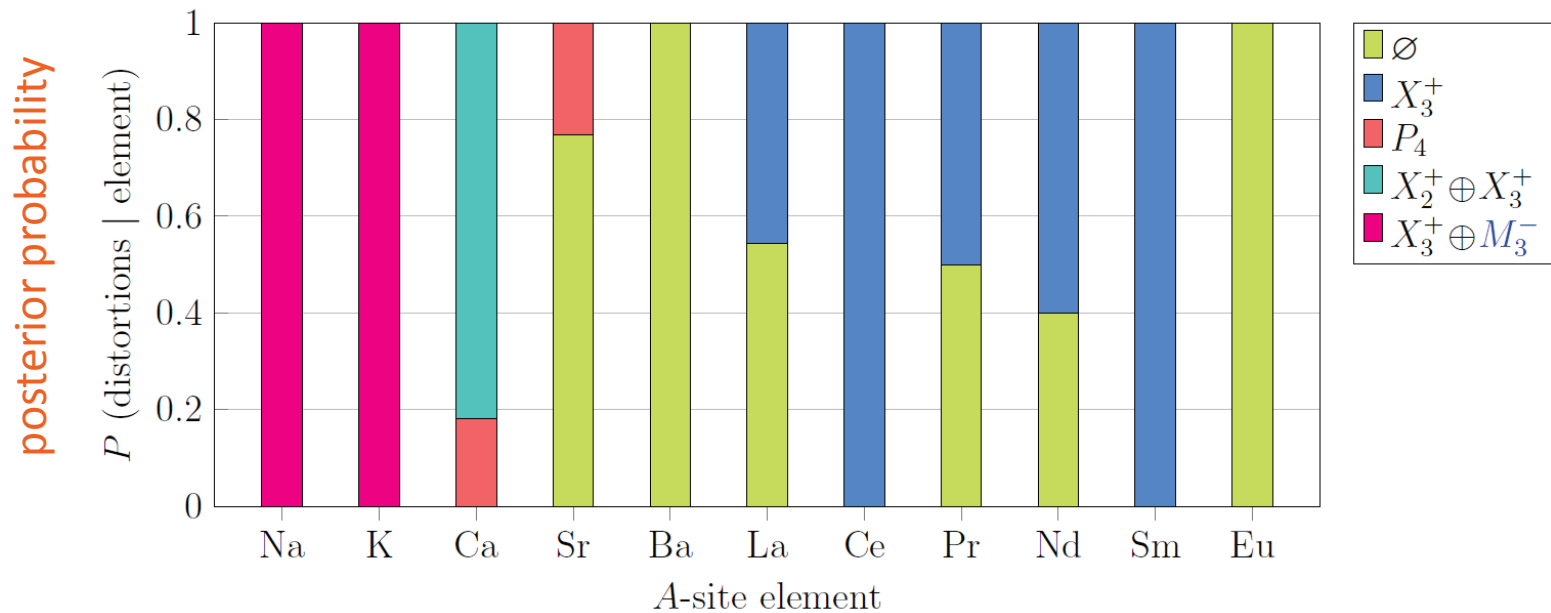 posterior probability
P (distortions | element)
1
0.8
0.6
0.4
0.2
0
Na K Ca Sr Ba La Ce Pr Nd Sm Eu
A-site element
∅
X₃⁺
P₄
X₂⁺ ⊕ X₃⁺
X₃⁺ ⊕ M₃⁻